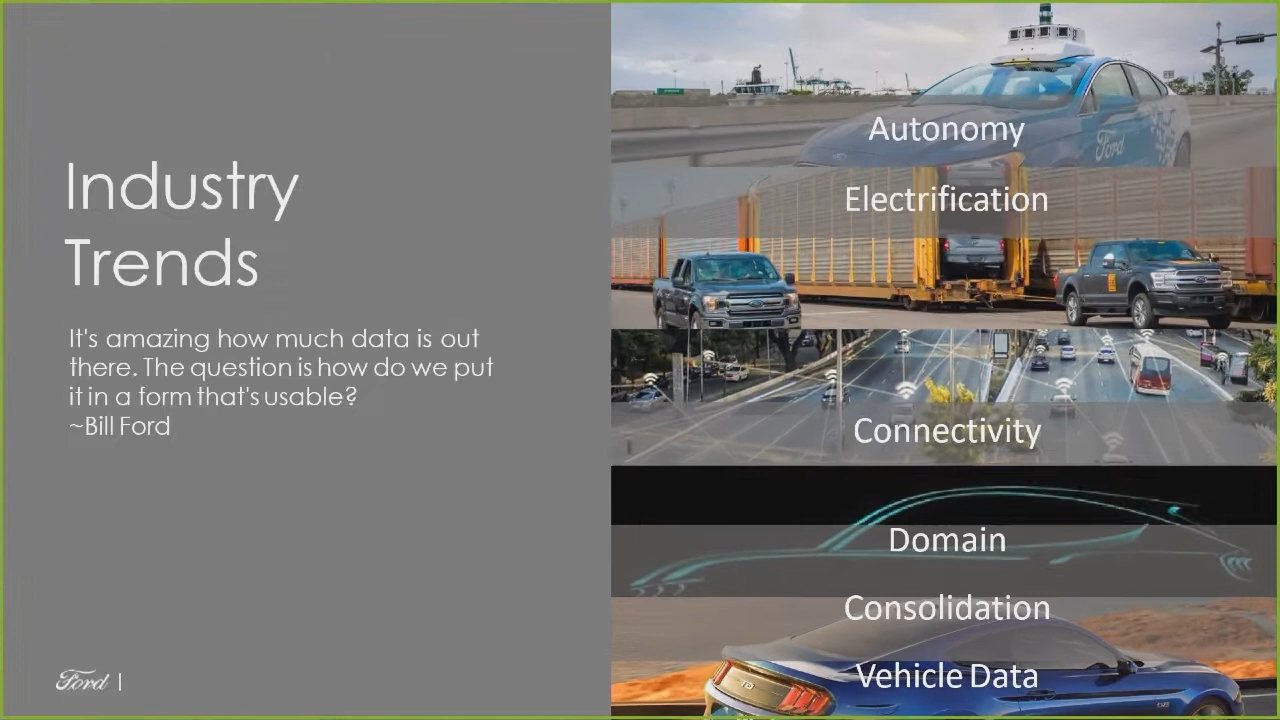 Industry
Trends
It's amazing how much data is out
there. The question is how do we put
it in a form that's usable?
~Bill Ford
Ford |
Autonomy
Ford
Electrification
Connectivity
Domain
Consolidation
Vehicle Data